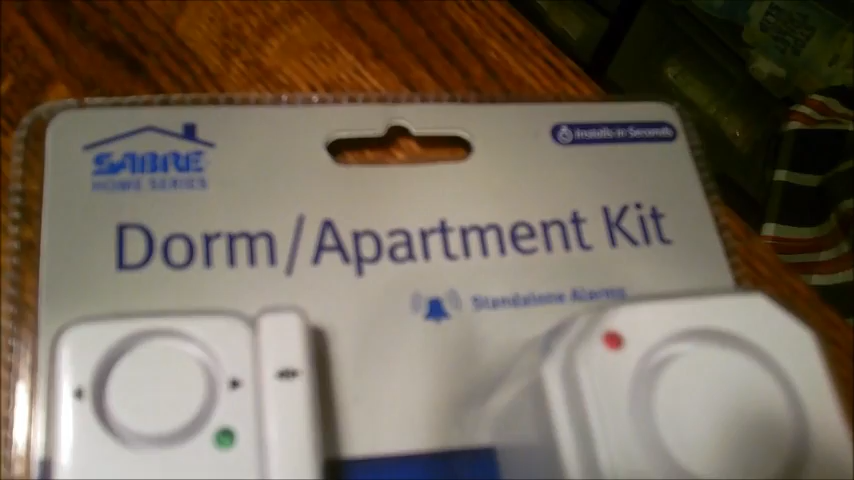 SABRE
HOME SERIES
Installs in Seconds
Dorm/Apartment Kit
Standalone Alarms